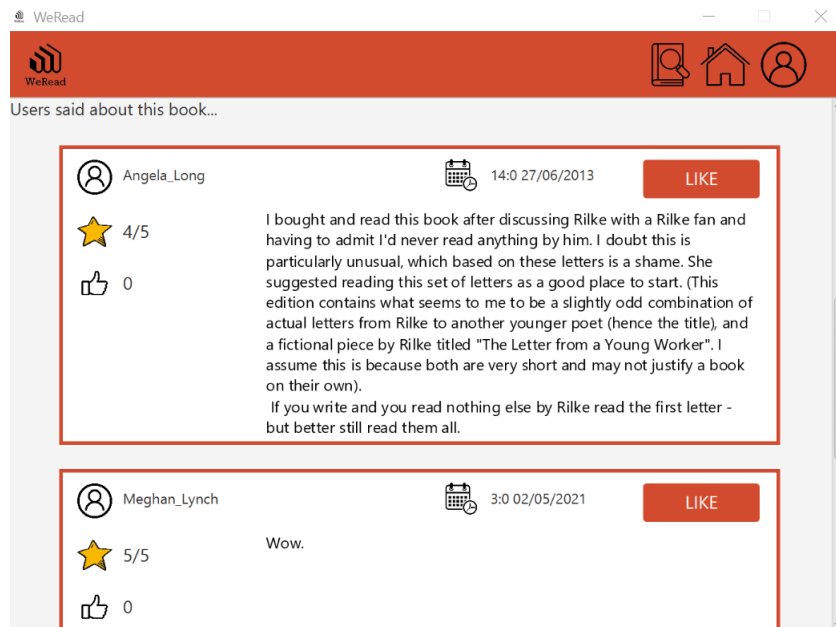 WeRead
WeRead
Users said about this book...
Angela_Long
14:0 27/06/2013
LIKE
4/5
0
I bought and read this book after discussing Rilke with a Rilke fan and
having to admit I'd never read anything by him. I doubt this is
particularly unusual, which based on these letters is a shame. She
suggested reading this set of letters as a good place to start. (This
edition contains what seems to me to be a slightly odd combination of
actual letters from Rilke to another younger poet (hence the title), and
a fictional piece by Rilke titled "The Letter from a Young Worker". I
assume this is because both are very short and may not justify a book
on their own).
If you write and you read nothing else by Rilke read the first letter -
but better still read them all.
Meghan_Lynch
3:0 02/05/2021
LIKE
5/5
0
Wow.